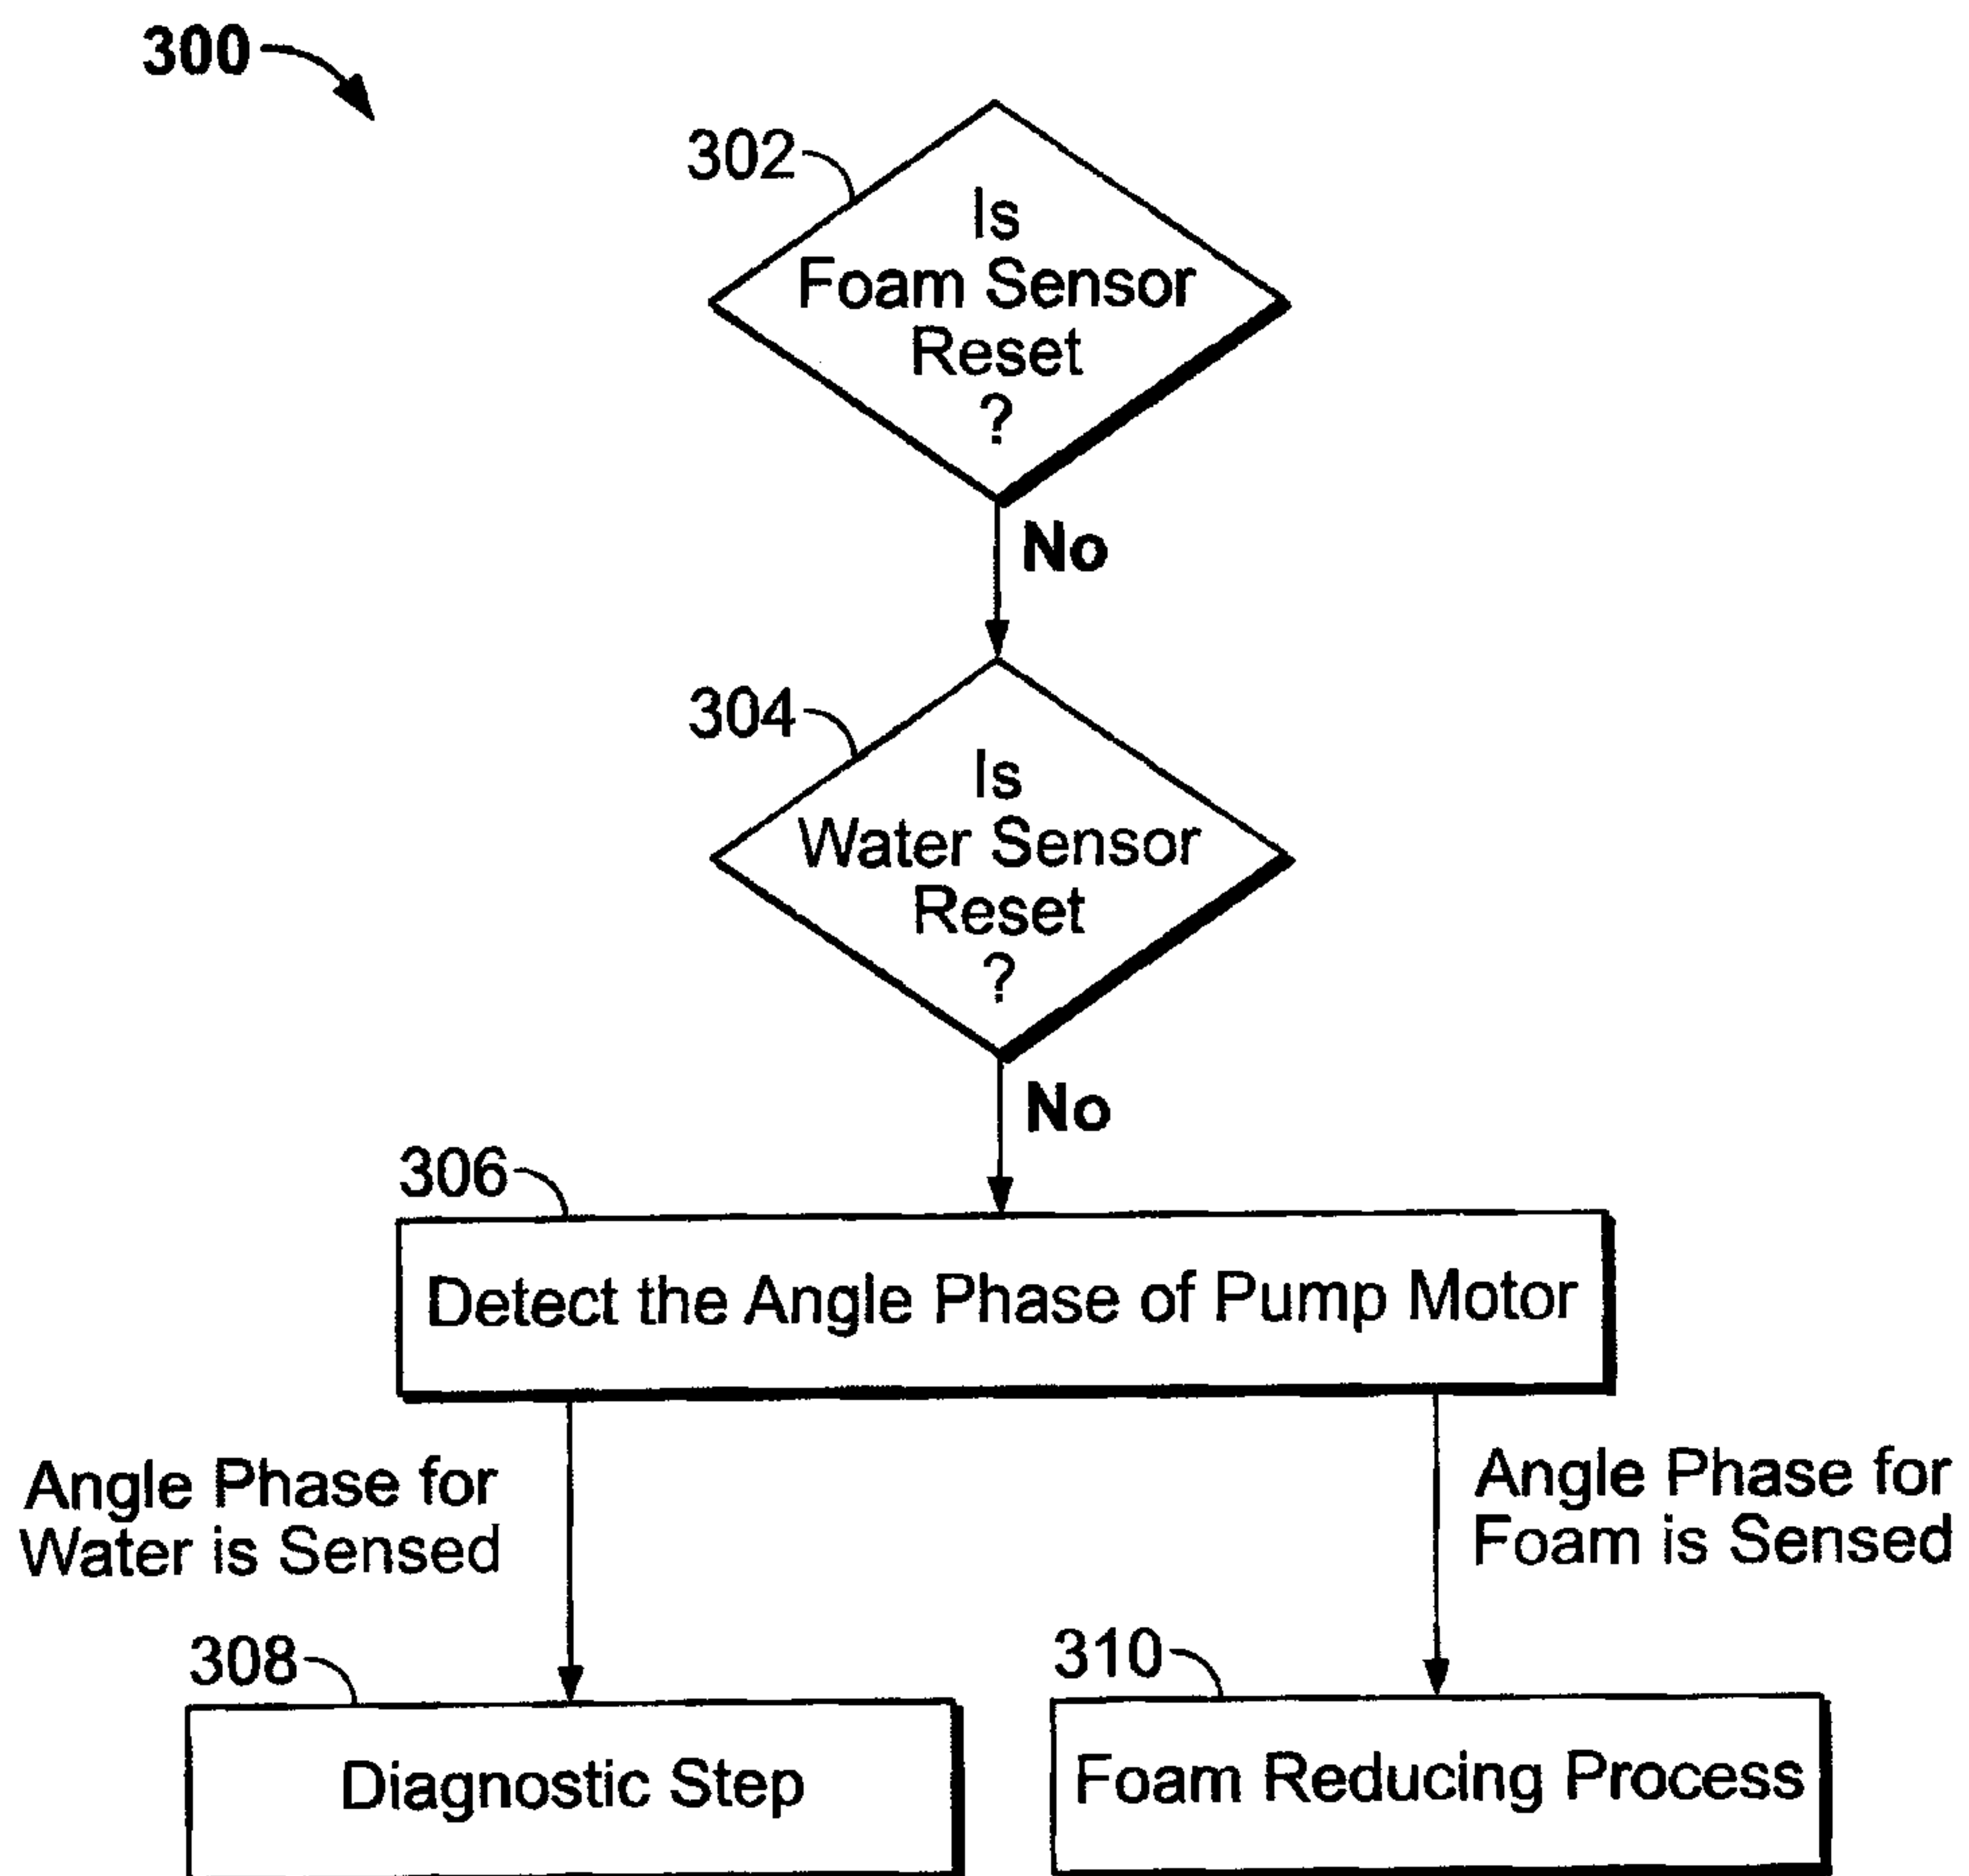 300
302
Is
Foam Sensor
Reset
?
No
304
Is
Water Sensor
Reset
?
No
306
Detect the Angle Phase of Pump Motor
Angle Phase for
Water is Sensed
Angle Phase for
Foam is Sensed
308
Diagnostic Step
310
Foam Reducing Process